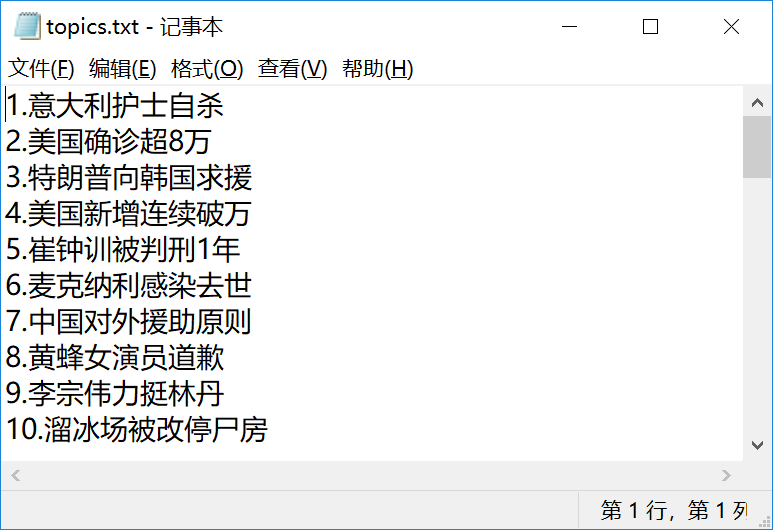 topics.txt - 记事本
文件(F) 编辑(E) 格式(O) 查看(V) 帮助(H)
1.意大利护士自杀
2.美国确诊超8万
3.特朗普向韩国求援
4.美国新增连续破万
5.崔钟训被判刑1年
6.麦克纳利感染去世
7.中国对外援助原则
8.黄蜂女演员道歉
9.李宗伟力挺林丹
10.溜冰场被改停尸房
第 1 行，第 1 列